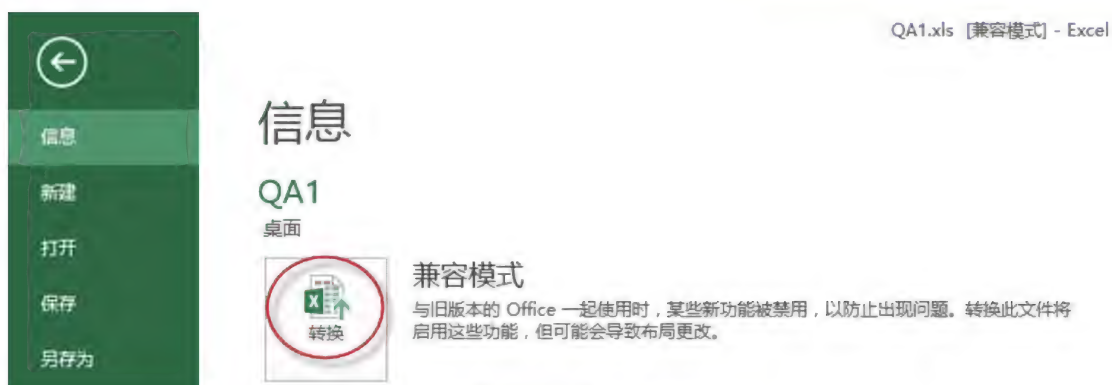 QA1.xls [兼容模式] - Excel
信息
新建
打开
保存
另存为
信息
QA1
桌面
转换
兼容模式
与旧版本的 Office 一起使用时，某些新功能被禁用，以防止出现问题。转换此文件将
启用这些功能，但可能会导致布局更改。